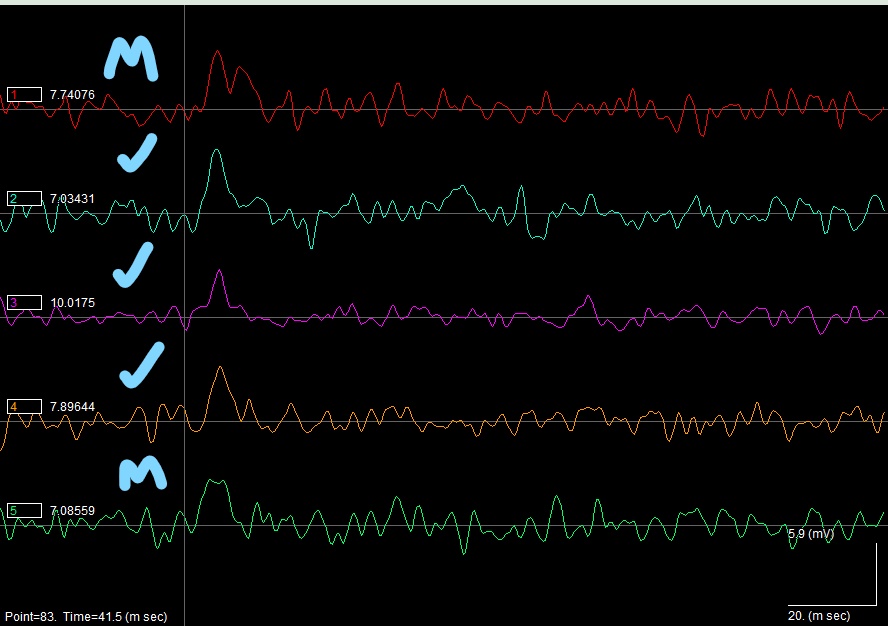 M
1 7.74076
2 7.03431
3 10.0175
4 7.89644
M
5 7.08559
5.9 (mV)
Point=83. Time=41.5 (m sec)
20. (m sec)